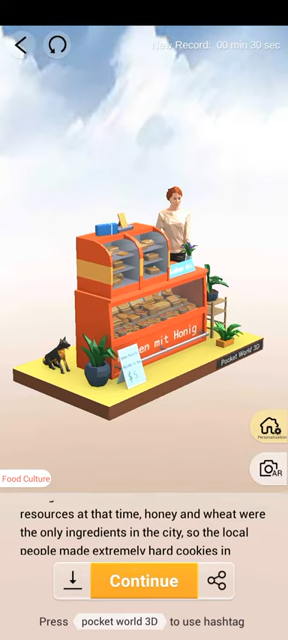 New Record: 00 min 30 sec
en mit Honig
$5
Pocket World 3D
Personalization
AR
Food Culture
resources at that time, honey and wheat were
the only ingredients in the city, so the local
people made extremely hard cookies in
Continue
Press pocket world 3D to use hashtag